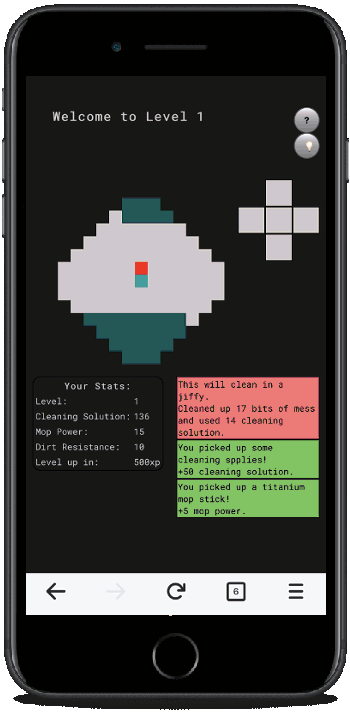 Welcome to Level 1
?
Your Stats:
Level: 1
Cleaning Solution: 136
Mop Power: 15
Dirt Resistance: 10
Level up in: 500xp
This will clean in a
jiffy.
Cleaned up 17 bits of mess
and used 14 cleaning
solution.
You picked up some
cleaning spplies!
+50 cleaning solution.
You picked up a titanium
mop stick!
+5 mop power.
6